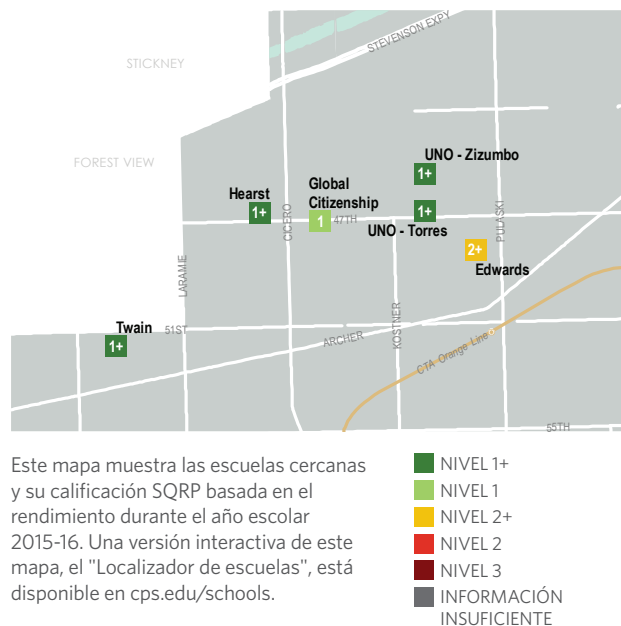 STEVENSON EXPY
STICKNEY
FOREST VIEW
UNO - Zizumbo
1+
Hearst
1+
Global
Citizenship
1
47TH
1+
UNO - Torres
CICERO
PULASKI
2+
Edwards
LARAMIE
Twain
1+
51ST
ARCHER
KOSTNER
CTA Orange Line
55TH
Este mapa muestra las escuelas cercanas
y su calificación SQRP basada en el
rendimiento durante el año escolar
2015-16. Una versión interactiva de este
mapa, el "Localizador de escuelas", está
disponible en cps.edu/schools.
NIVEL 1+
NIVEL 1
NIVEL 2+
NIVEL 2
NIVEL 3
INFORMACIÓN
INSUFICIENTE